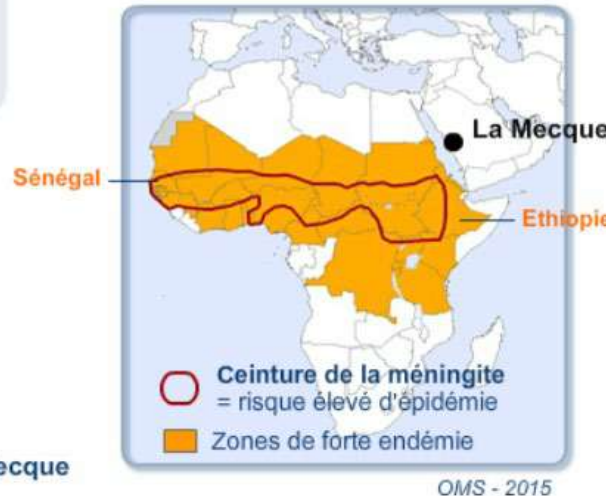 La Mecque
Sénégal
Ethiopie
Ceinture de la méningite
= risque élevé d'épidémie
Zones de forte endémie
OMS - 2015